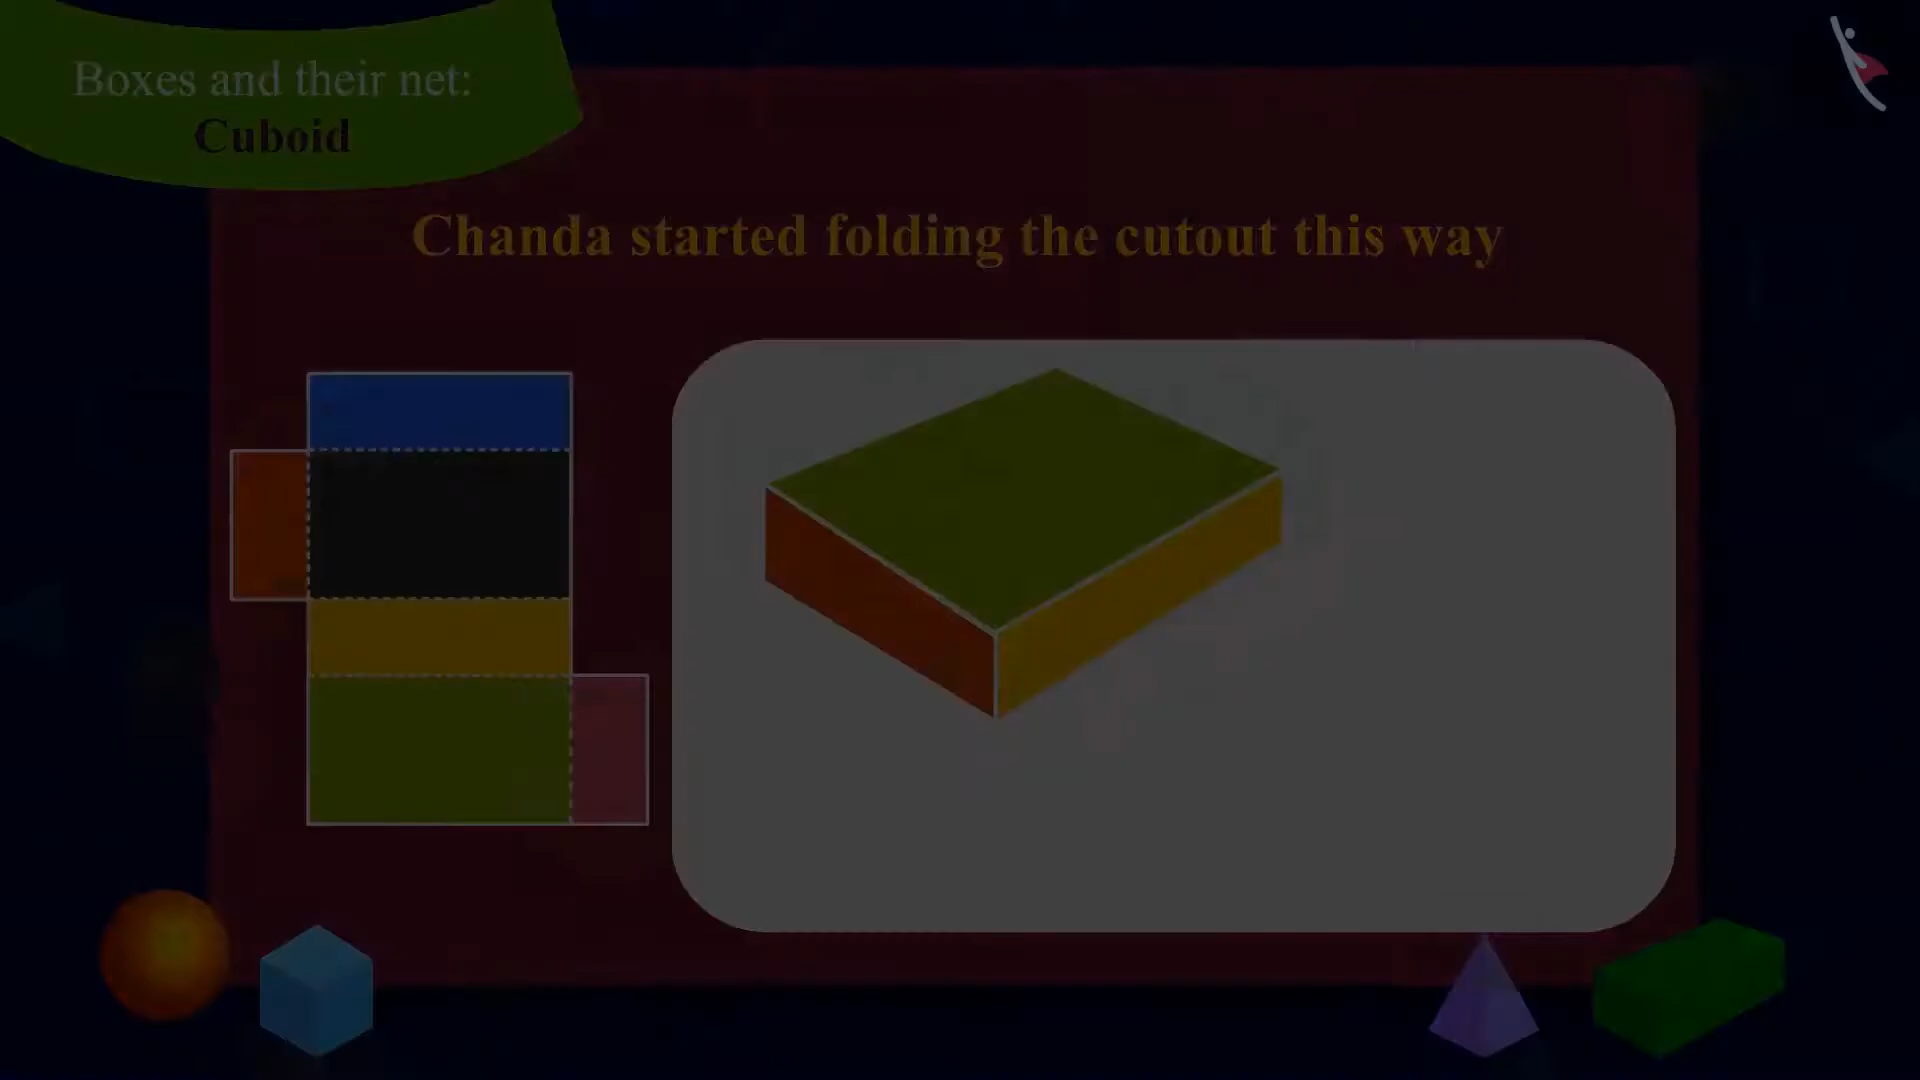 Boxes and their net:
Cuboid
Chanda started folding the cutout this way